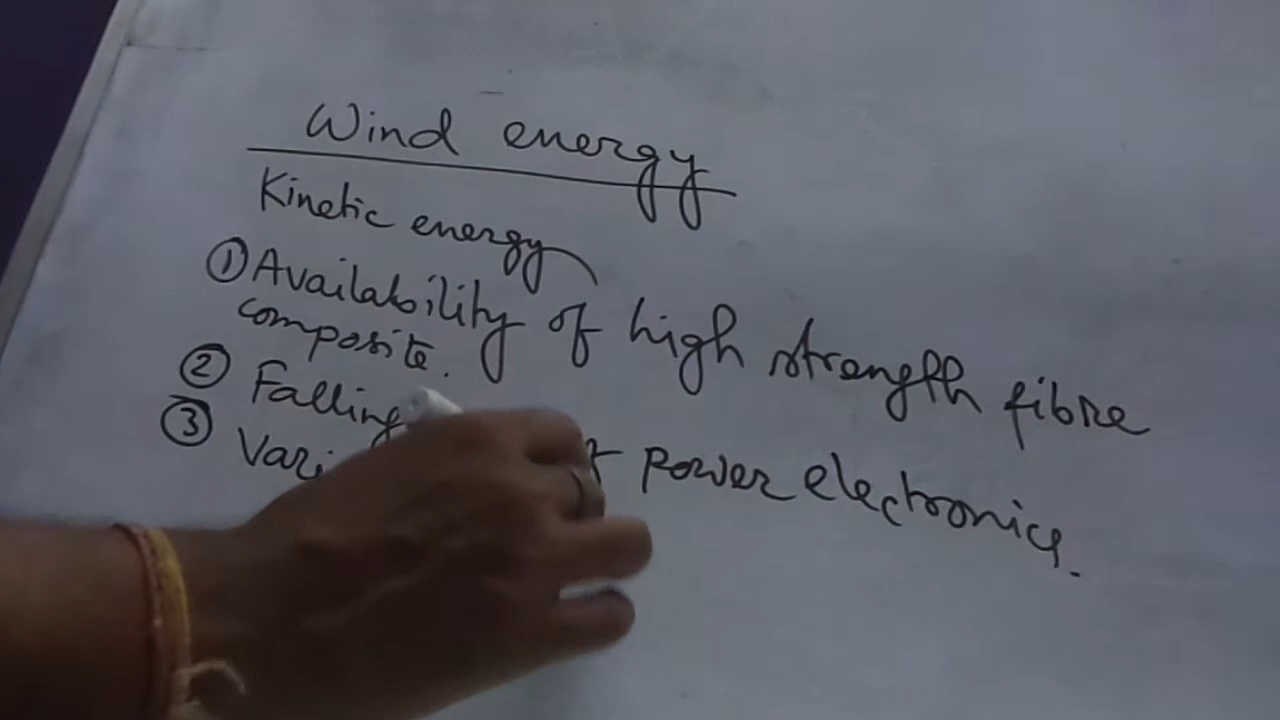 Wind energy
Kinetic energy
① Availability of high strength fibre
composite.
② Falling power electronics.
③ Vari